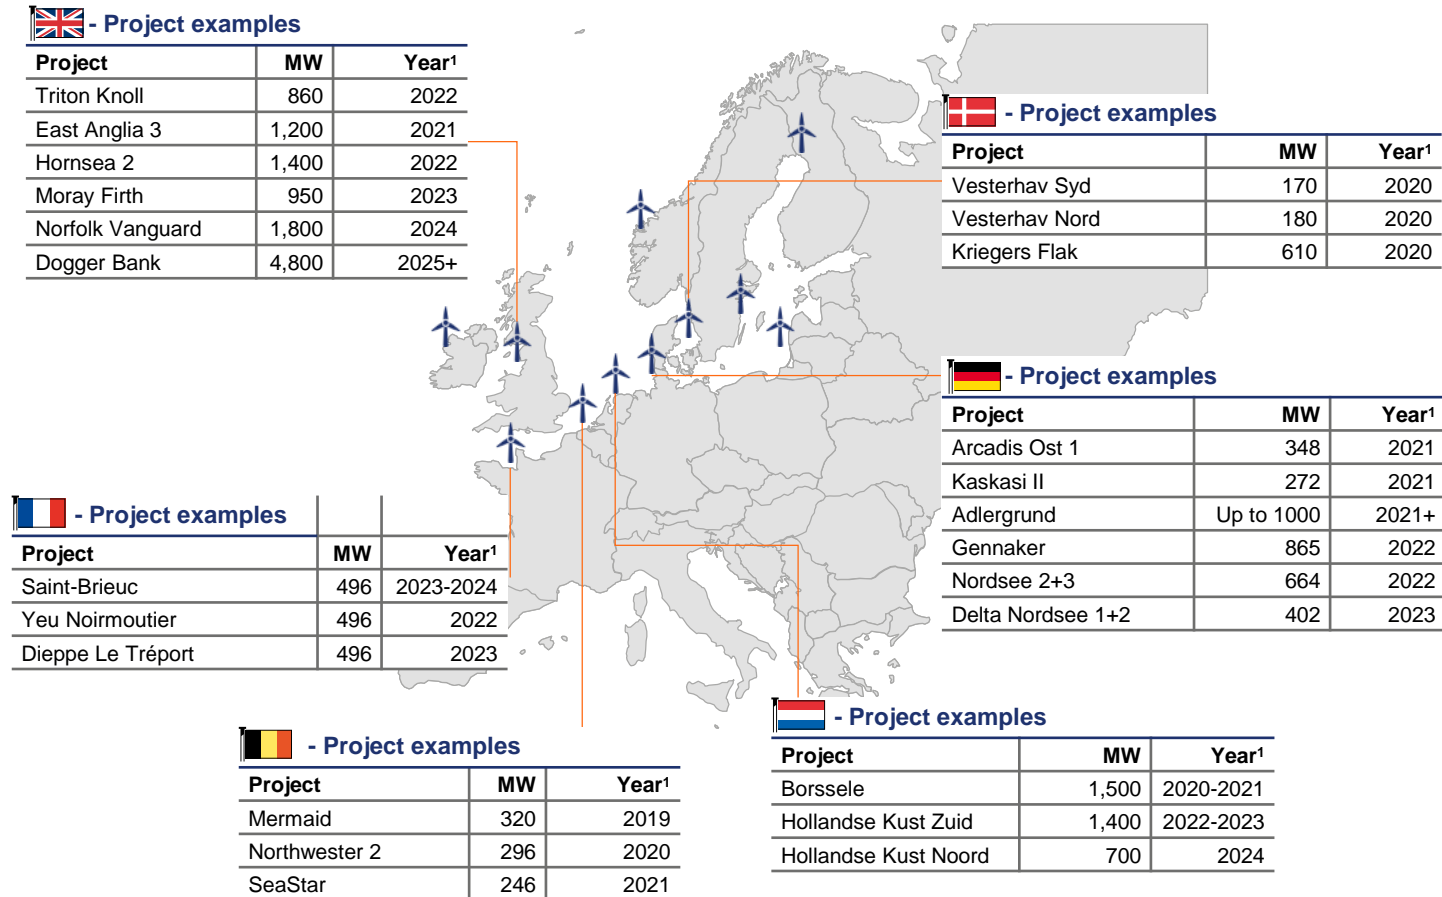 - Project examples
Project MW Year¹
Triton Knoll 860 2022
East Anglia 3 1,200 2021
Hornsea 2 1,400 2022
Moray Firth 950 2023
Norfolk Vanguard 1,800 2024
Dogger Bank 4,800 2025+
- Project examples
Project MW Year¹
Vesterhav Syd 170 2020
Vesterhav Nord 180 2020
Kriegers Flak 610 2020
- Project examples
Project MW Year¹
Arcadis Ost 1 348 2021
Kaskasi II 272 2021
Adlergrund Up to 1000 2021+
Gennaker 865 2022
Nordsee 2+3 664 2022
Delta Nordsee 1+2 402 2023
- Project examples
Project MW Year¹
Saint-Brieuc 496 2023-2024
Yeu Noirmoutier 496 2022
Dieppe Le Tréport 496 2023
- Project examples
Project MW Year¹
Borssele 1,500 2020-2021
Hollandse Kust Zuid 1,400 2022-2023
Hollandse Kust Noord 700 2024
- Project examples
Project MW Year¹
Mermaid 320 2019
Northwester 2 296 2020
SeaStar 246 2021